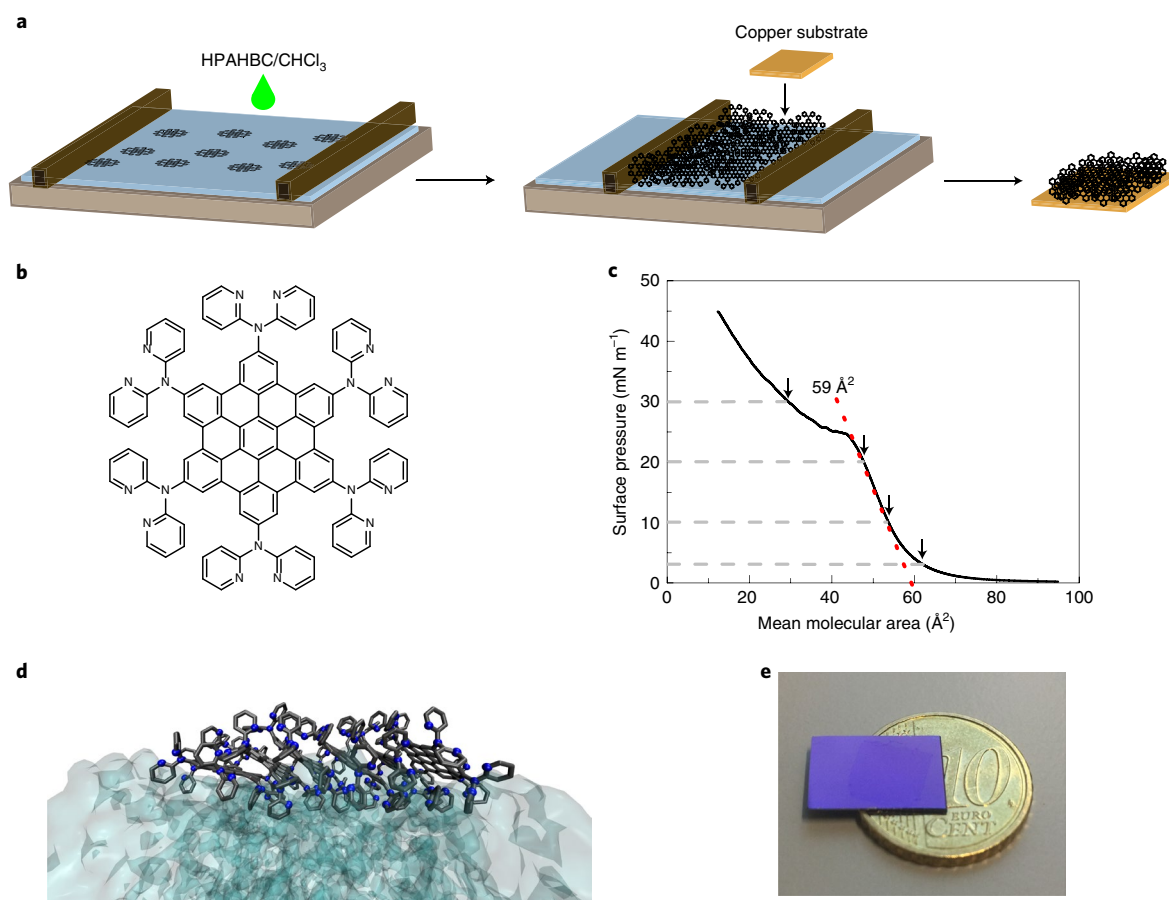 a
HPAHBC/CHCl₃
Copper substrate
b
N N
N
N N
N N
N N
N N
N N
N
N N
c
50
40
30
20
10
0
Surface pressure (mN m⁻¹)
59 Å²
0 20 40 60 80 100
Mean molecular area (Å²)
d
e
10
EURO
CENT